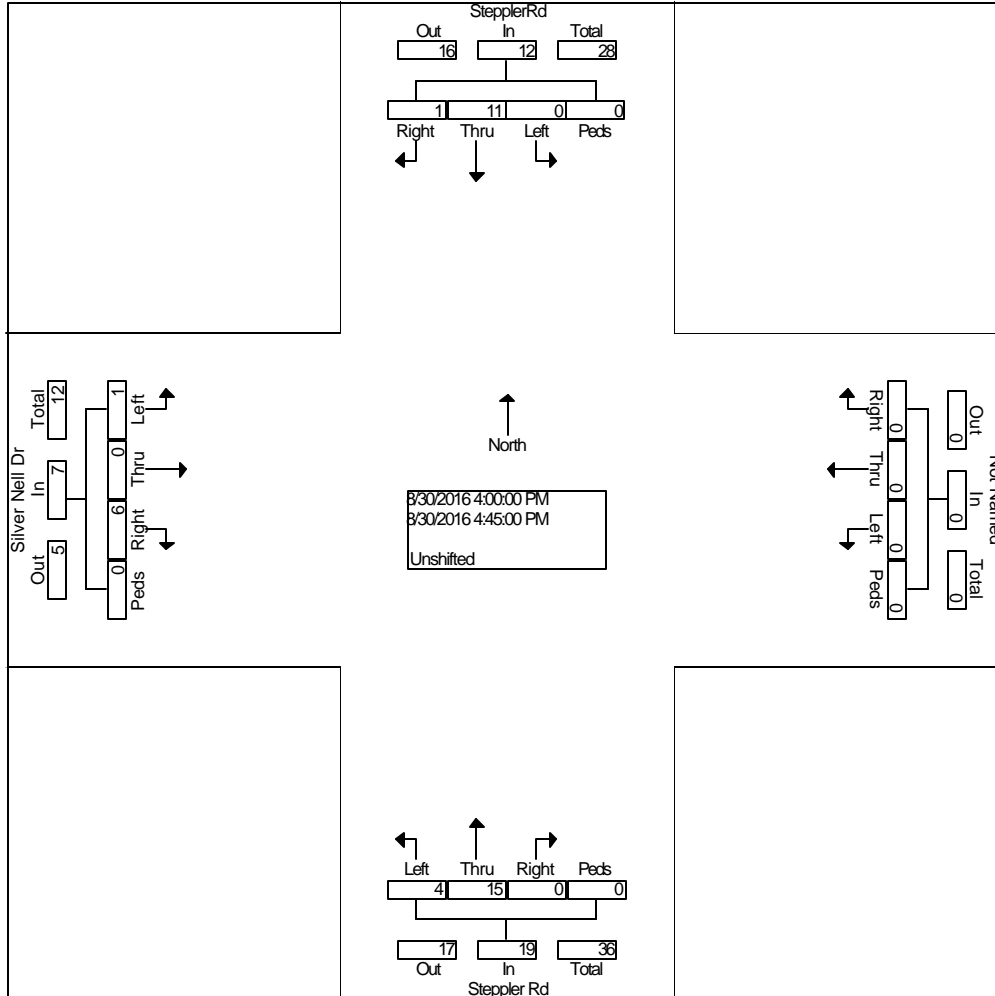 StepplerRd
Out In Total
16 12 28
1 11 0 0
Right Thru Left Peds
Silver Nell Dr
Total In Out
12 7 5
1 0 6 0
Left Thru Right Peds
North
8/30/2016 4:00:00 PM
8/30/2016 4:45:00 PM
Unshifted
Right Thru Left Peds
0 0 0 0
0 0 0
Out In Total
Not Named
Left Thru Right Peds
4 15 0 0
17 19 36
Out In Total
Steppler Rd